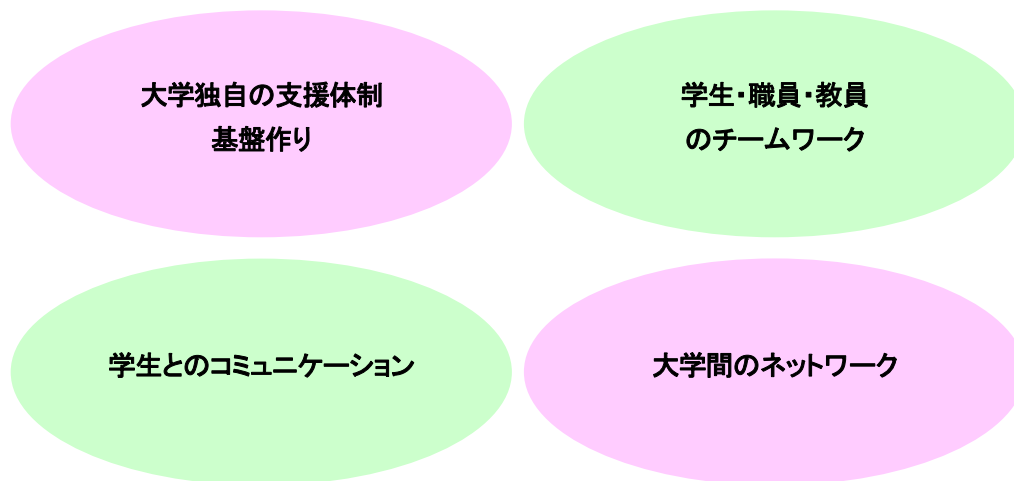 大学独自の支援体制
基盤作り
学生・職員・教員
のチームワーク
学生とのコミュニケーション
大学間のネットワーク